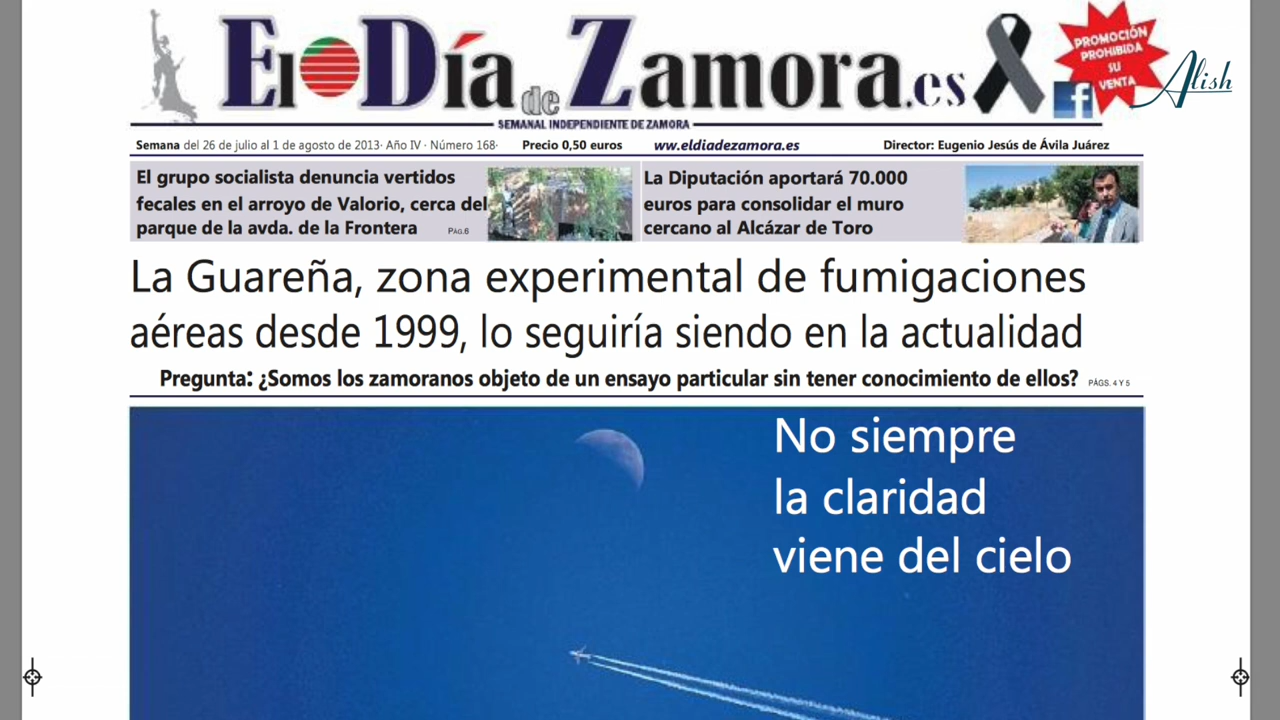 El Día de Zamora.es
SEMANAL INDEPENDIENTE DE ZAMORA
PROMOCIÓN
PROHIBIDA
SU
VENTA
f
Alish
Semana del 26 de julio al 1 de agosto de 2013· Año IV · Número 168· Precio 0,50 euros www.eldiadezamora.es Director: Eugenio Jesús de Ávila Juárez
El grupo socialista denuncia vertidos
fecales en el arroyo de Valorio, cerca del
parque de la avda. de la Frontera PÁG.6
La Diputación aportará 70.000
euros para consolidar el muro
cercano al Alcázar de Toro
La Guareña, zona experimental de fumigaciones
aéreas desde 1999, lo seguiría siendo en la actualidad
Pregunta: ¿Somos los zamoranos objeto de un ensayo particular sin tener conocimiento de ellos? PÁGS. 4 Y 5
No siempre
la claridad
viene del cielo